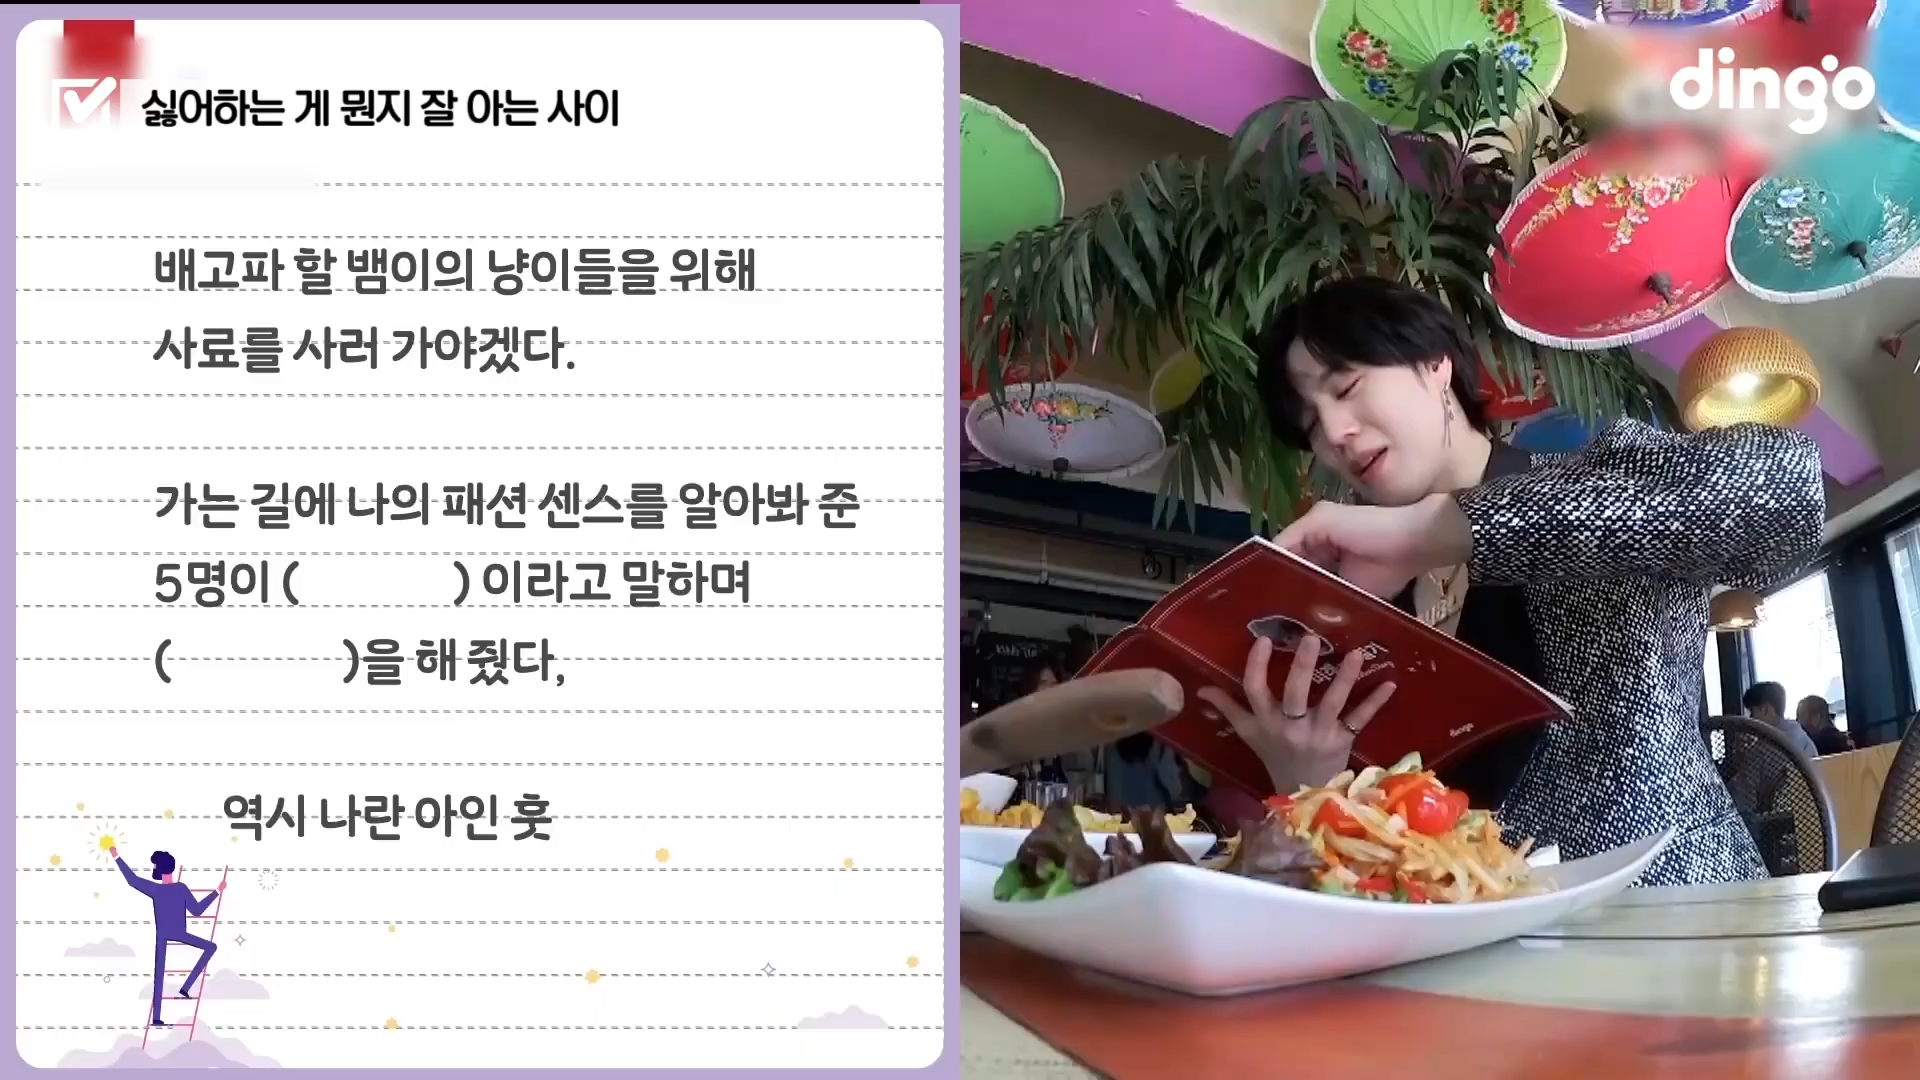 싫어하는 게 뭔지 잘 아는 사이
배고파 할 뱀이의 냥이들을 위해
사료를 사러 가야겠다.
가는 길에 나의 패션 센스를 알아봐 준
5명이 (          ) 이라고 말하며
(          )을 해 줬다,
역시 나란 아인 훗
dingo
dingo